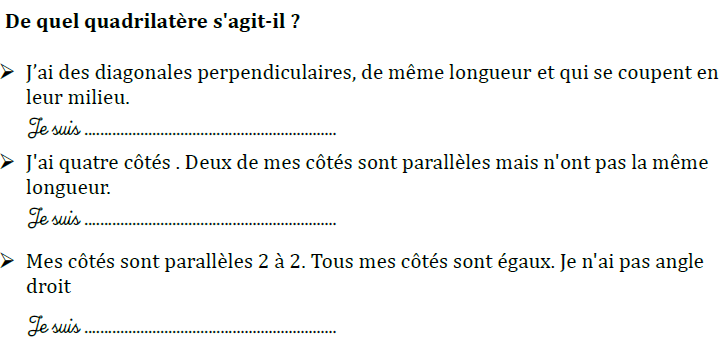 De quel quadrilatère s'agit-il ?
➢ J’ai des diagonales perpendiculaires, de même longueur et qui se coupent en
leur milieu.
Je suis ...............................................................
➢ J'ai quatre côtés . Deux de mes côtés sont parallèles mais n'ont pas la même
longueur.
Je suis ...............................................................
➢ Mes côtés sont parallèles 2 à 2. Tous mes côtés sont égaux. Je n'ai pas angle
droit
Je suis ...............................................................